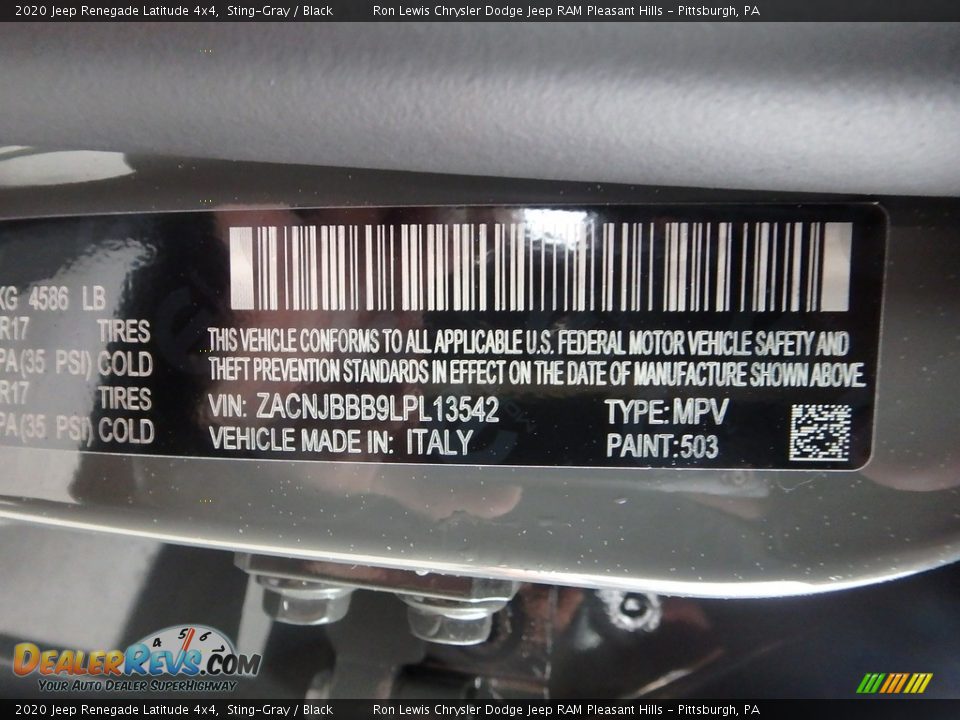 2020 Jeep Renegade Latitude 4x4, Sting-Gray / Black Ron Lewis Chrysler Dodge Jeep RAM Pleasant Hills - Pittsburgh, PA
KG 4586 LB
R17 TIRES
PA(35 PSI) COLD
R17 TIRES
PA(35 PSI) COLD
THIS VEHICLE CONFORMS TO ALL APPLICABLE U.S. FEDERAL MOTOR VEHICLE SAFETY AND
THEFT PREVENTION STANDARDS IN EFFECT ON THE DATE OF MANUFACTURE SHOWN ABOVE.
VIN: ZACNJBBB9LPL13542 TYPE: MPV
VEHICLE MADE IN: ITALY PAINT:503
4 5 6
DEALERREVS.COM
YOUR AUTO DEALER SUPERHIGHWAY
2020 Jeep Renegade Latitude 4x4, Sting-Gray / Black Ron Lewis Chrysler Dodge Jeep RAM Pleasant Hills - Pittsburgh, PA